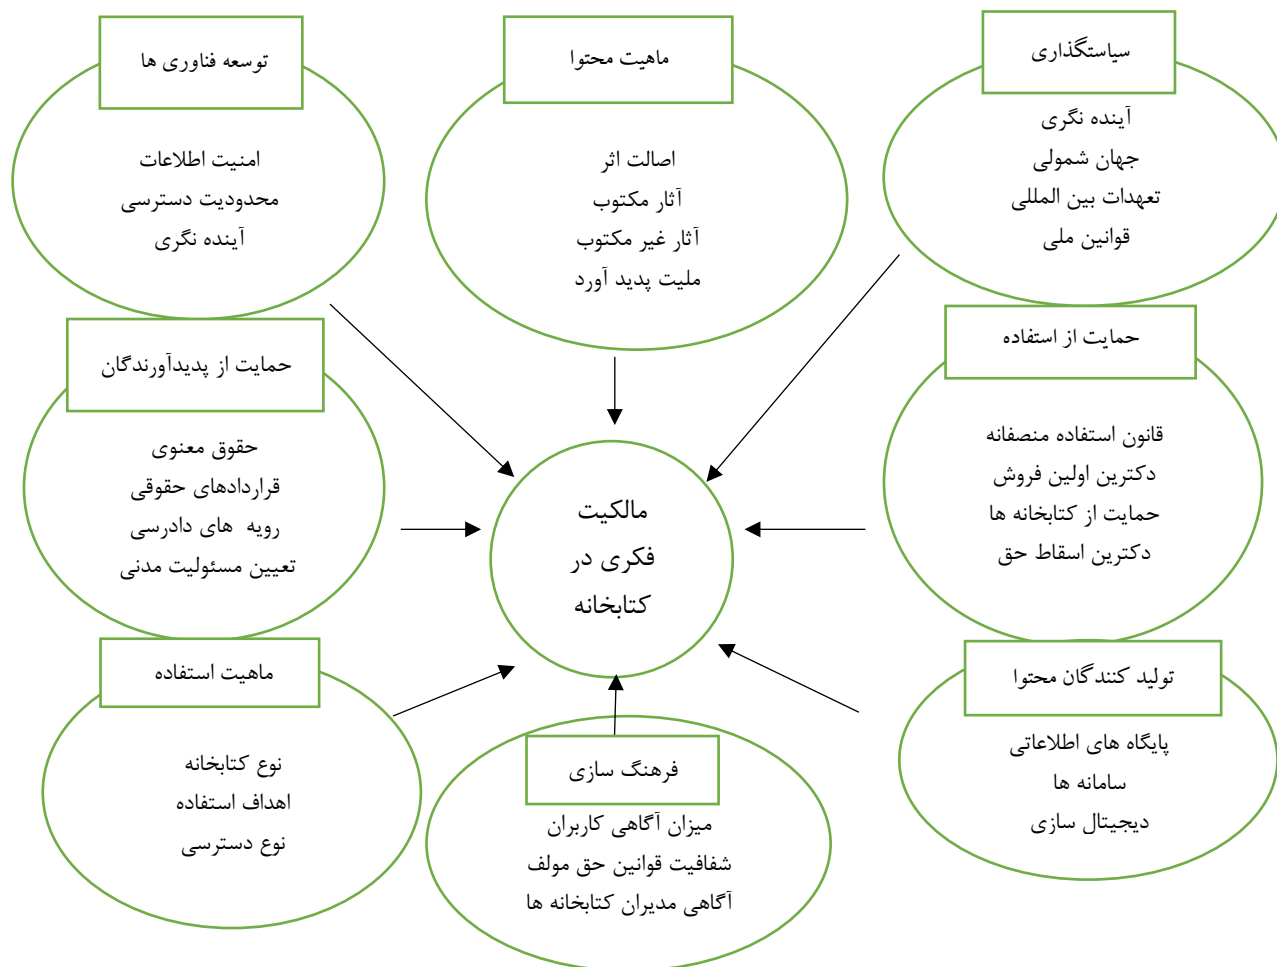 سیاستگذاری
آینده نگری
جهان شمولی
تعهدات بین المللی
قوانین ملی
ماهیت محتوا
اصالت اثر
آثار مکتوب
آثار غیر مکتوب
ملیت پدید آورد
توسعه فناوری ها
امنیت اطلاعات
محدودیت دسترسی
آینده نگری
حمایت از استفاده
قانون استفاده منصفانه
دکترین اولین فروش
حمایت از کتابخانه ها
دکترین اسقاط حق
مالکیت
فکری در
کتابخانه
حمایت از پدیدآورندگان
حقوق معنوی
قراردادهای حقوقی
رویه های دادرسی
تعیین مسئولیت مدنی
تولید کنندگان محتوا
پایگاه های اطلاعاتی
سامانه ها
دیجیتال سازی
فرهنگ سازی
میزان آگاهی کاربران
شفافیت قوانین حق مولف
آگاهی مدیران کتابخانه ها
ماهیت استفاده
نوع کتابخانه
اهداف استفاده
نوع دسترسی